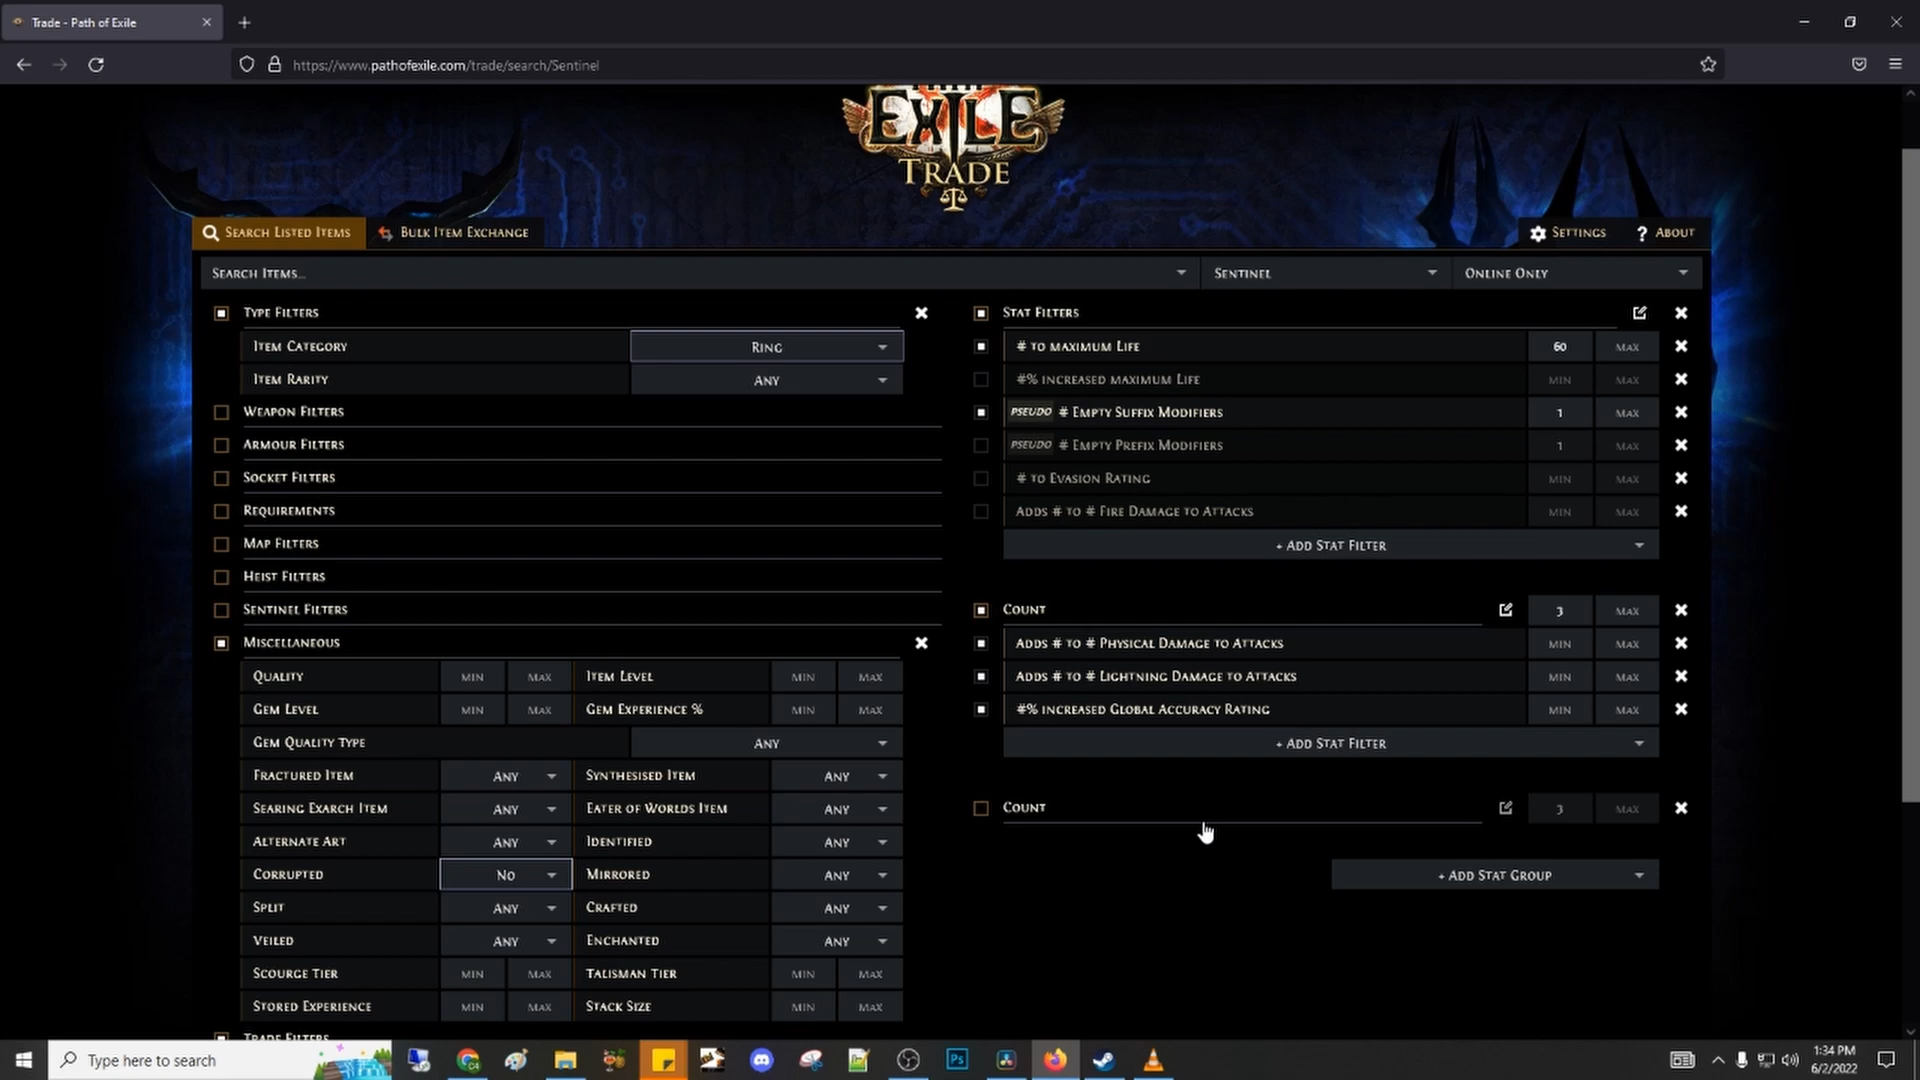 Trade - Path of Exile
https://www.pathofexile.com/trade/search/Sentinel
EXILE
TRADE
SEARCH LISTED ITEMS
BULK ITEM EXCHANGE
SETTINGS
? ABOUT
SEARCH ITEMS...
SENTINEL
ONLINE ONLY
TYPE FILTERS
ITEM CATEGORY
RING
ITEM RARITY
ANY
WEAPON FILTERS
ARMOUR FILTERS
SOCKET FILTERS
REQUIREMENTS
MAP FILTERS
HEIST FILTERS
SENTINEL FILTERS
MISCELLANEOUS
QUALITY MIN MAX ITEM LEVEL MIN MAX
GEM LEVEL MIN MAX GEM EXPERIENCE % MIN MAX
GEM QUALITY TYPE ANY
FRACTURED ITEM ANY SYNTHESISED ITEM ANY
SEARING EXARCH ITEM ANY EATER OF WORLDS ITEM ANY
ALTERNATE ART ANY IDENTIFIED ANY
CORRUPTED NO MIRRORED ANY
SPLIT ANY CRAFTED ANY
VEILED ANY ENCHANTED ANY
SCOURGE TIER MIN MAX TALISMAN TIER MIN MAX
STORED EXPERIENCE MIN MAX STACK SIZE MIN MAX
TRADE FILTERS
STAT FILTERS
# TO MAXIMUM LIFE 60 MAX
#% INCREASED MAXIMUM LIFE MIN MAX
PSEUDO # EMPTY SUFFIX MODIFIERS 1 MAX
PSEUDO # EMPTY PREFIX MODIFIERS 1 MAX
# TO EVASION RATING MIN MAX
ADDS # TO # FIRE DAMAGE TO ATTACKS MIN MAX
+ ADD STAT FILTER
COUNT 3 MAX
ADDS # TO # PHYSICAL DAMAGE TO ATTACKS MIN MAX
ADDS # TO # LIGHTNING DAMAGE TO ATTACKS MIN MAX
#% INCREASED GLOBAL ACCURACY RATING MIN MAX
+ ADD STAT FILTER
COUNT 3 MAX
+ ADD STAT GROUP
Type here to search
Ps
1:34 PM
6/2/2022